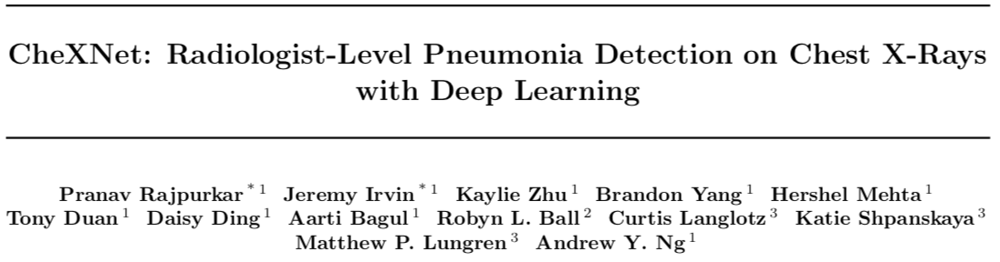 CheXNet: Radiologist-Level Pneumonia Detection on Chest X-Rays
with Deep Learning
Pranav Rajpurkar * 1 Jeremy Irvin * 1 Kaylie Zhu 1 Brandon Yang 1 Hershel Mehta 1
Tony Duan 1 Daisy Ding 1 Aarti Bagul 1 Robyn L. Ball 2 Curtis Langlotz 3 Katie Shpanskaya 3
Matthew P. Lungren 3 Andrew Y. Ng 1